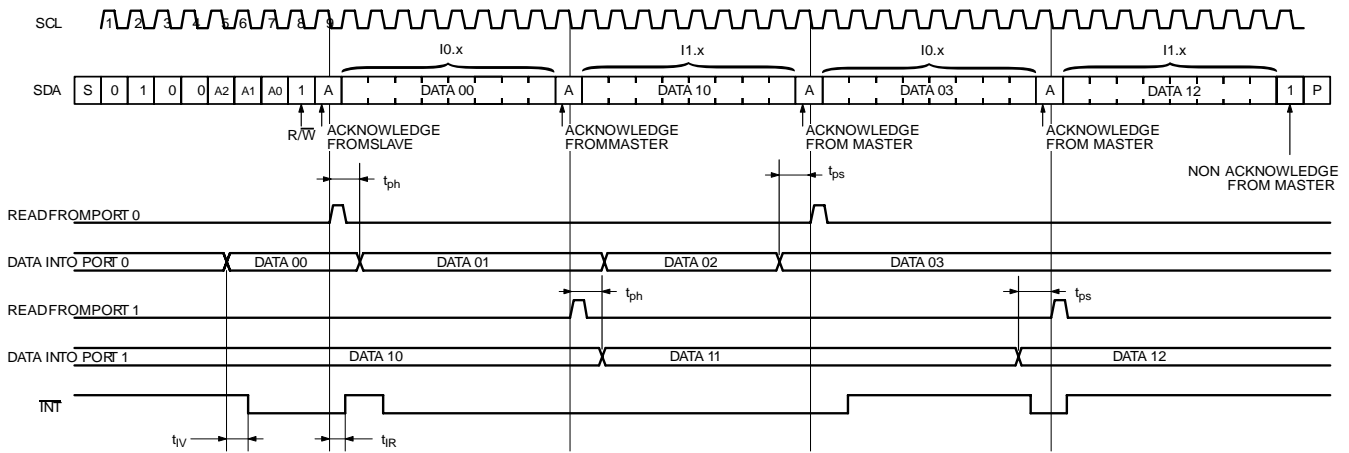 SCL 1 2 3 4 5 6 7 8 9
I0.x I1.x I0.x I1.x
SDA S 0 1 0 0 A2 A1 A0 1 A DATA 00 A DATA 10 A DATA 03 A DATA 12 1 P
R/W ACKNOWLEDGE ACKNOWLEDGE ACKNOWLEDGE ACKNOWLEDGE
FROMSLAVE FROMMASTER FROM MASTER FROM MASTER
NON ACKNOWLEDGE
FROM MASTER
tph tps
READFROMPORT 0
DATA INTO PORT 0 DATA 00 DATA 01 DATA 02 DATA 03
tph tps
READFROMPORT 1
DATA INTO PORT 1 DATA 10 DATA 11 DATA 12
INT
tIV tIR